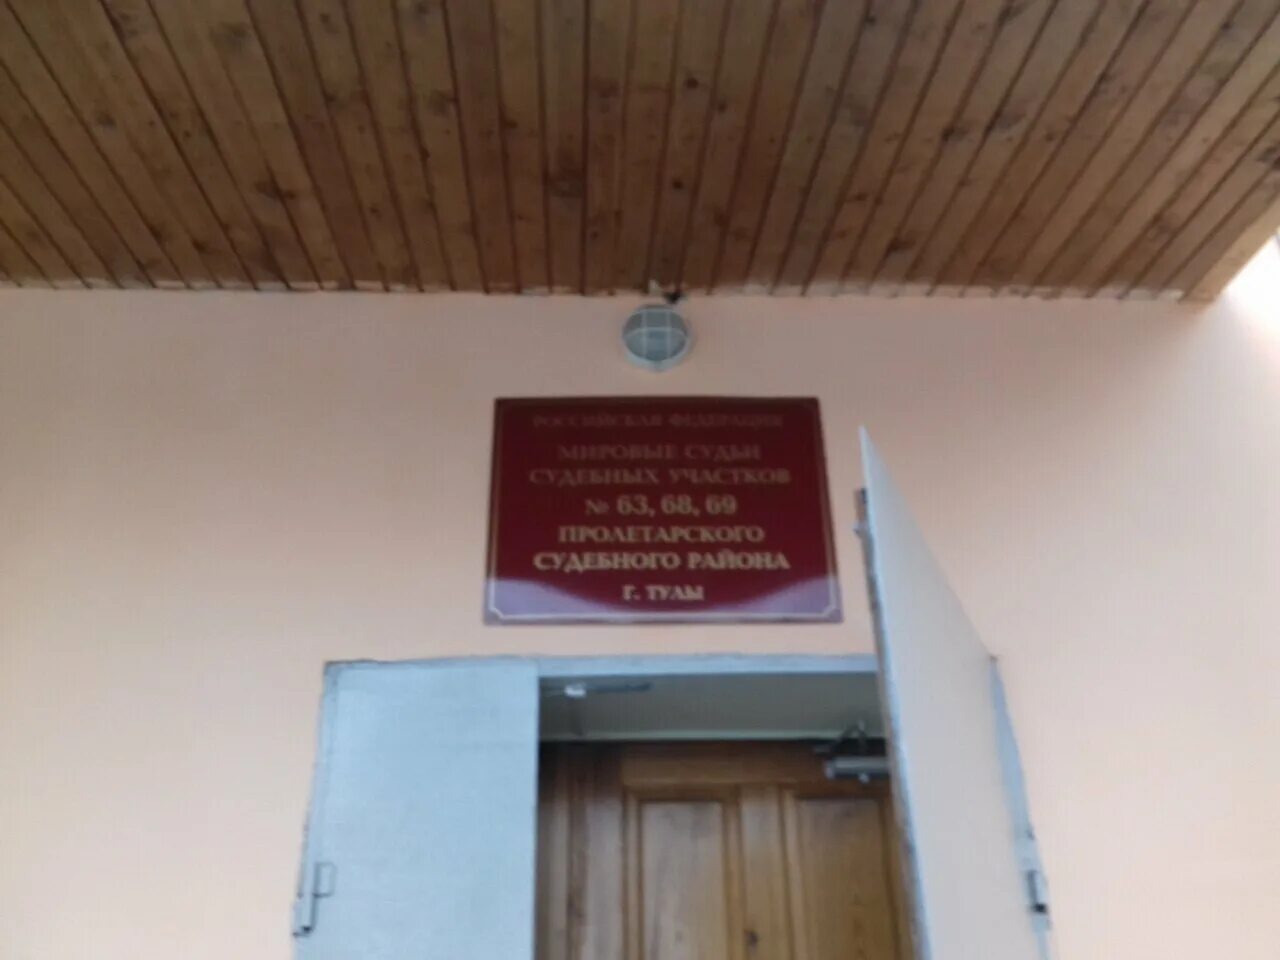 РОССИЙСКАЯ ФЕДЕРАЦИЯ
МИРОВЫЕ СУДЬИ
СУДЕБНЫХ УЧАСТКОВ
№ 63, 68, 69
ПРОЛЕТАРСКОГО
СУДЕБНОГО РАЙОНА
Г. ТУЛЫ